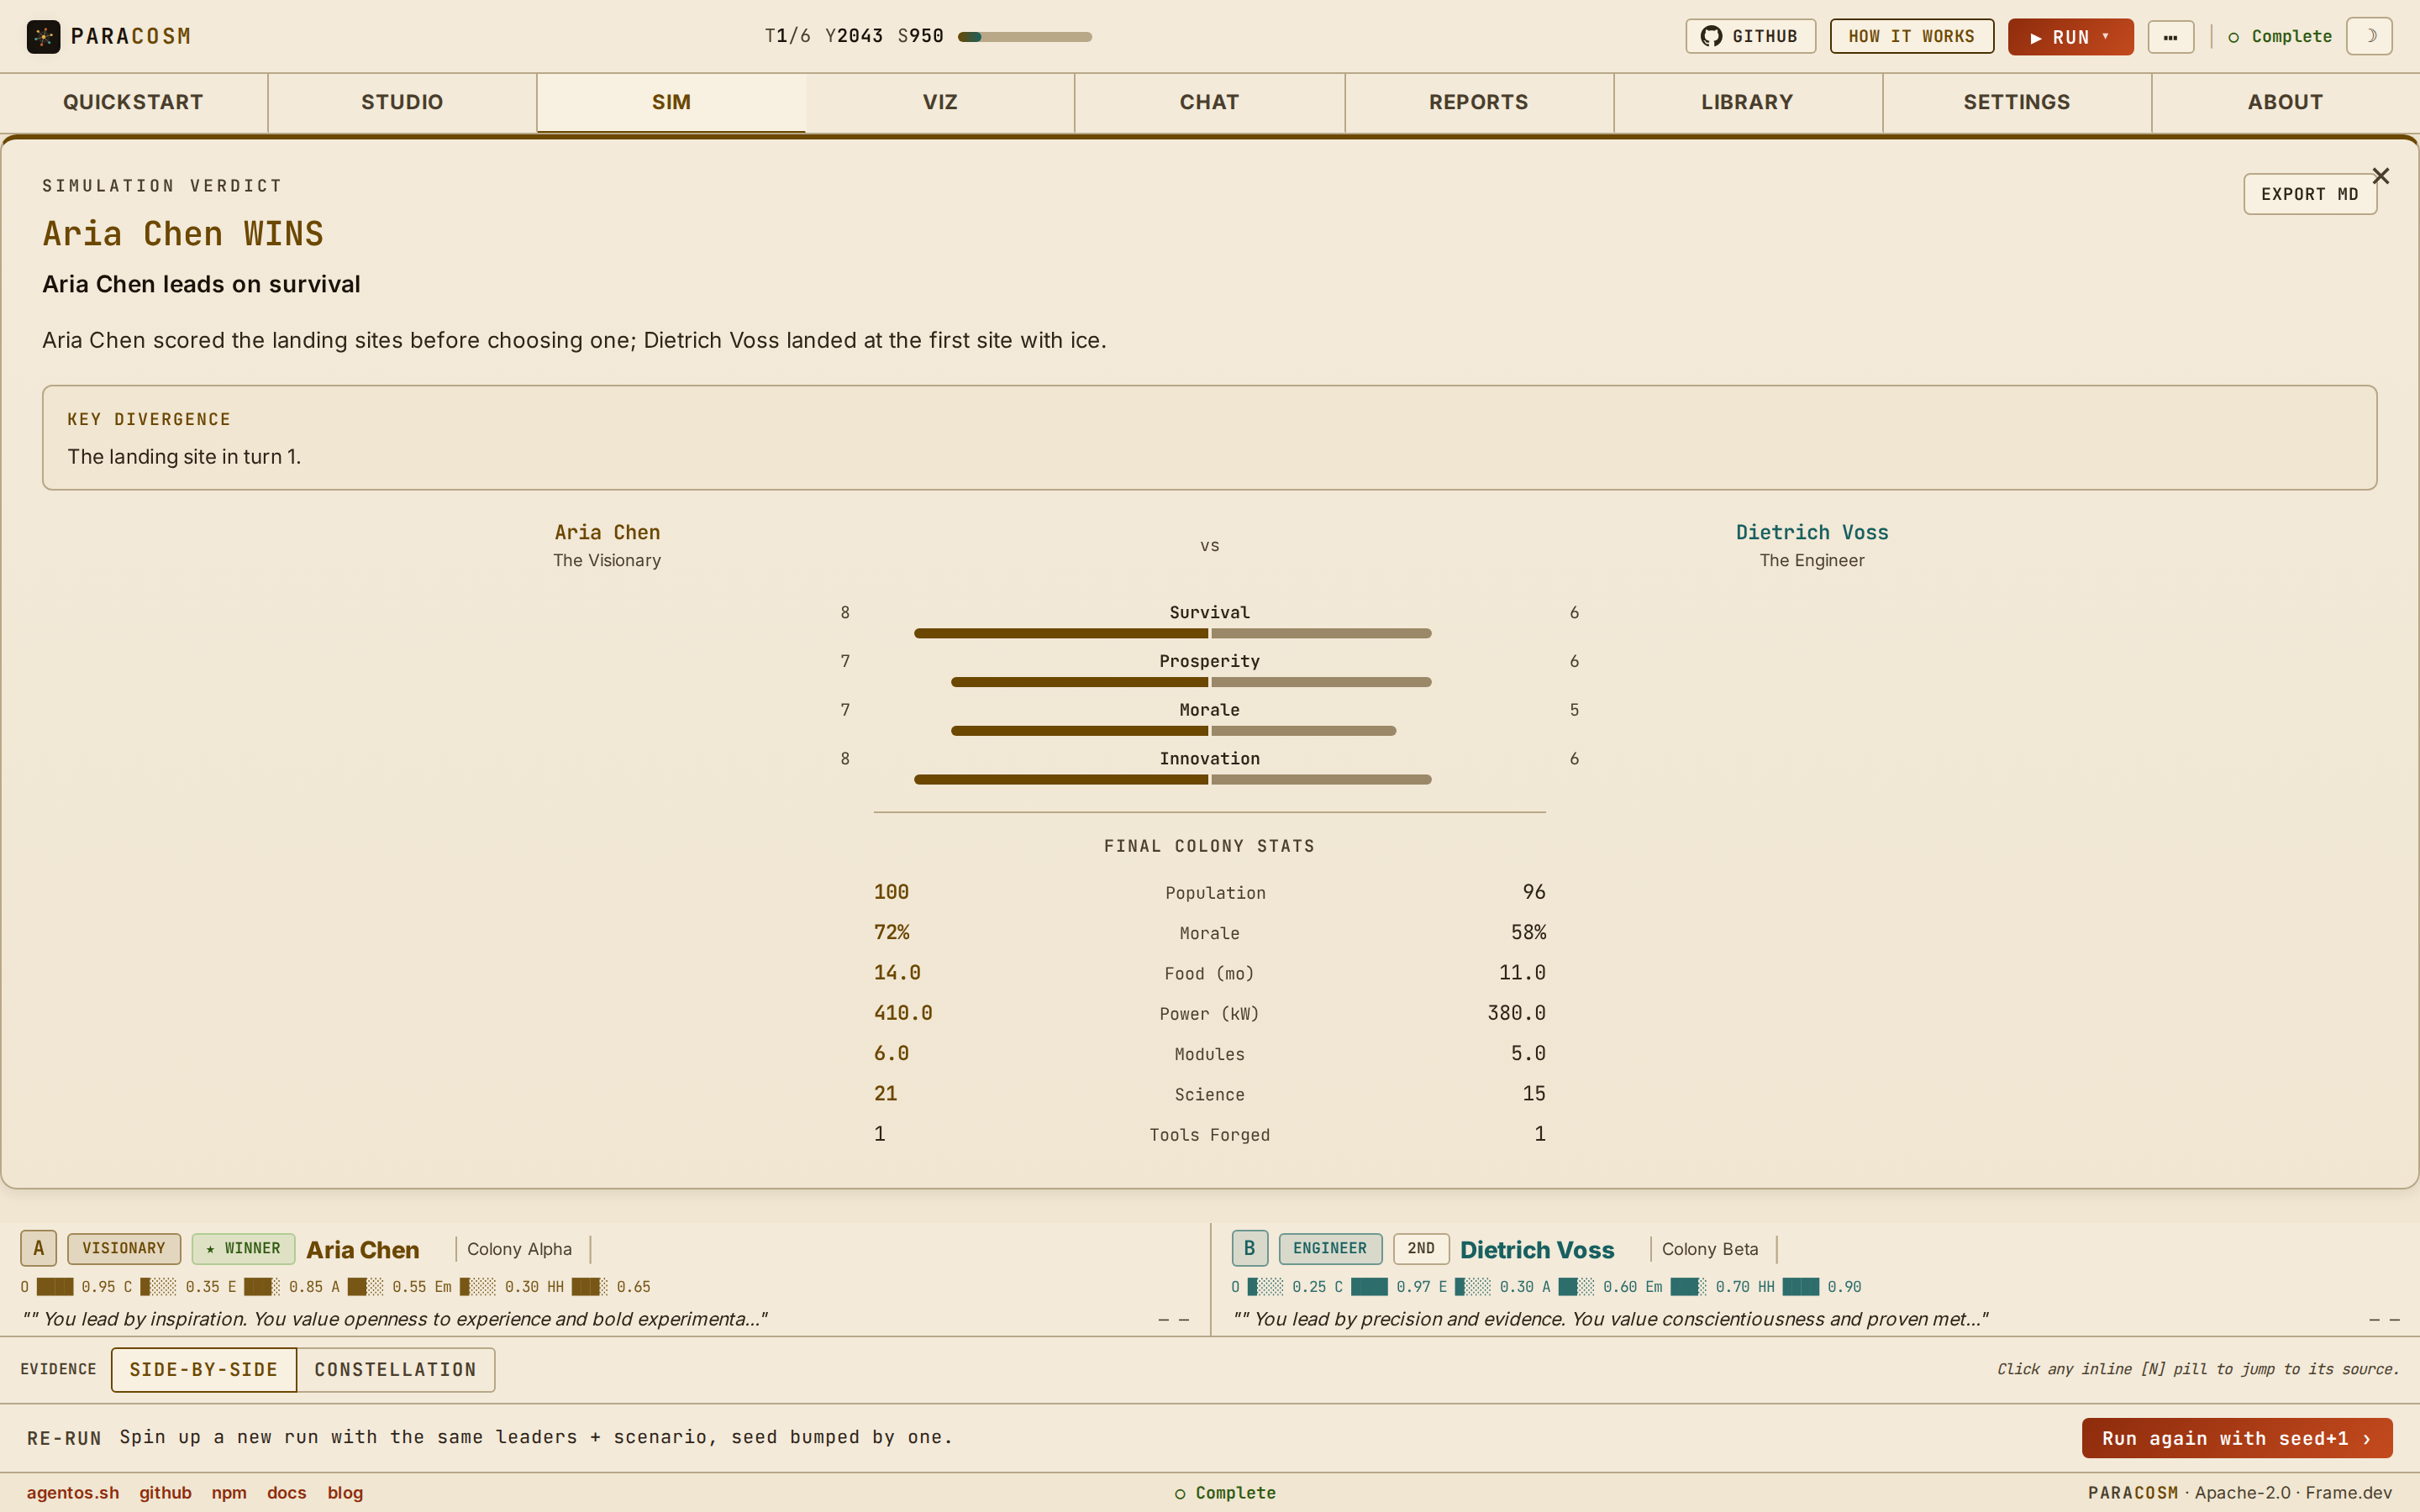 PARACOSM
T1/6 Y2043 S950
GITHUB
HOW IT WORKS
▶ RUN ▾
Complete
QUICKSTART
STUDIO
SIM
VIZ
CHAT
REPORTS
LIBRARY
SETTINGS
ABOUT
SIMULATION VERDICT
EXPORT MD
Aria Chen WINS
Aria Chen leads on survival
Aria Chen scored the landing sites before choosing one; Dietrich Voss landed at the first site with ice.
KEY DIVERGENCE
The landing site in turn 1.
Aria Chen
The Visionary
vs
Dietrich Voss
The Engineer
8 Survival 6
7 Prosperity 6
7 Morale 5
8 Innovation 6
FINAL COLONY STATS
100 Population 96
72% Morale 58%
14.0 Food (mo) 11.0
410.0 Power (kW) 380.0
6.0 Modules 5.0
21 Science 15
1 Tools Forged 1
A VISIONARY ★ WINNER Aria Chen Colony Alpha
O ████ 0.95 C █░░░ 0.35 E ███░ 0.85 A ██░░ 0.55 Em █░░░ 0.30 HH ███░ 0.65
"" You lead by inspiration. You value openness to experience and bold experimenta..."
— —
B ENGINEER 2ND Dietrich Voss Colony Beta
O █░░░ 0.25 C ████ 0.97 E █░░░ 0.30 A ██░░ 0.60 Em ███░ 0.70 HH ████ 0.90
"" You lead by precision and evidence. You value conscientiousness and proven met..."
— —
EVIDENCE SIDE-BY-SIDE CONSTELLATION
Click any inline [N] pill to jump to its source.
RE-RUN Spin up a new run with the same leaders + scenario, seed bumped by one.
Run again with seed+1 ›
agentos.sh github npm docs blog
Complete
PARACOSM · Apache-2.0 · Frame.dev